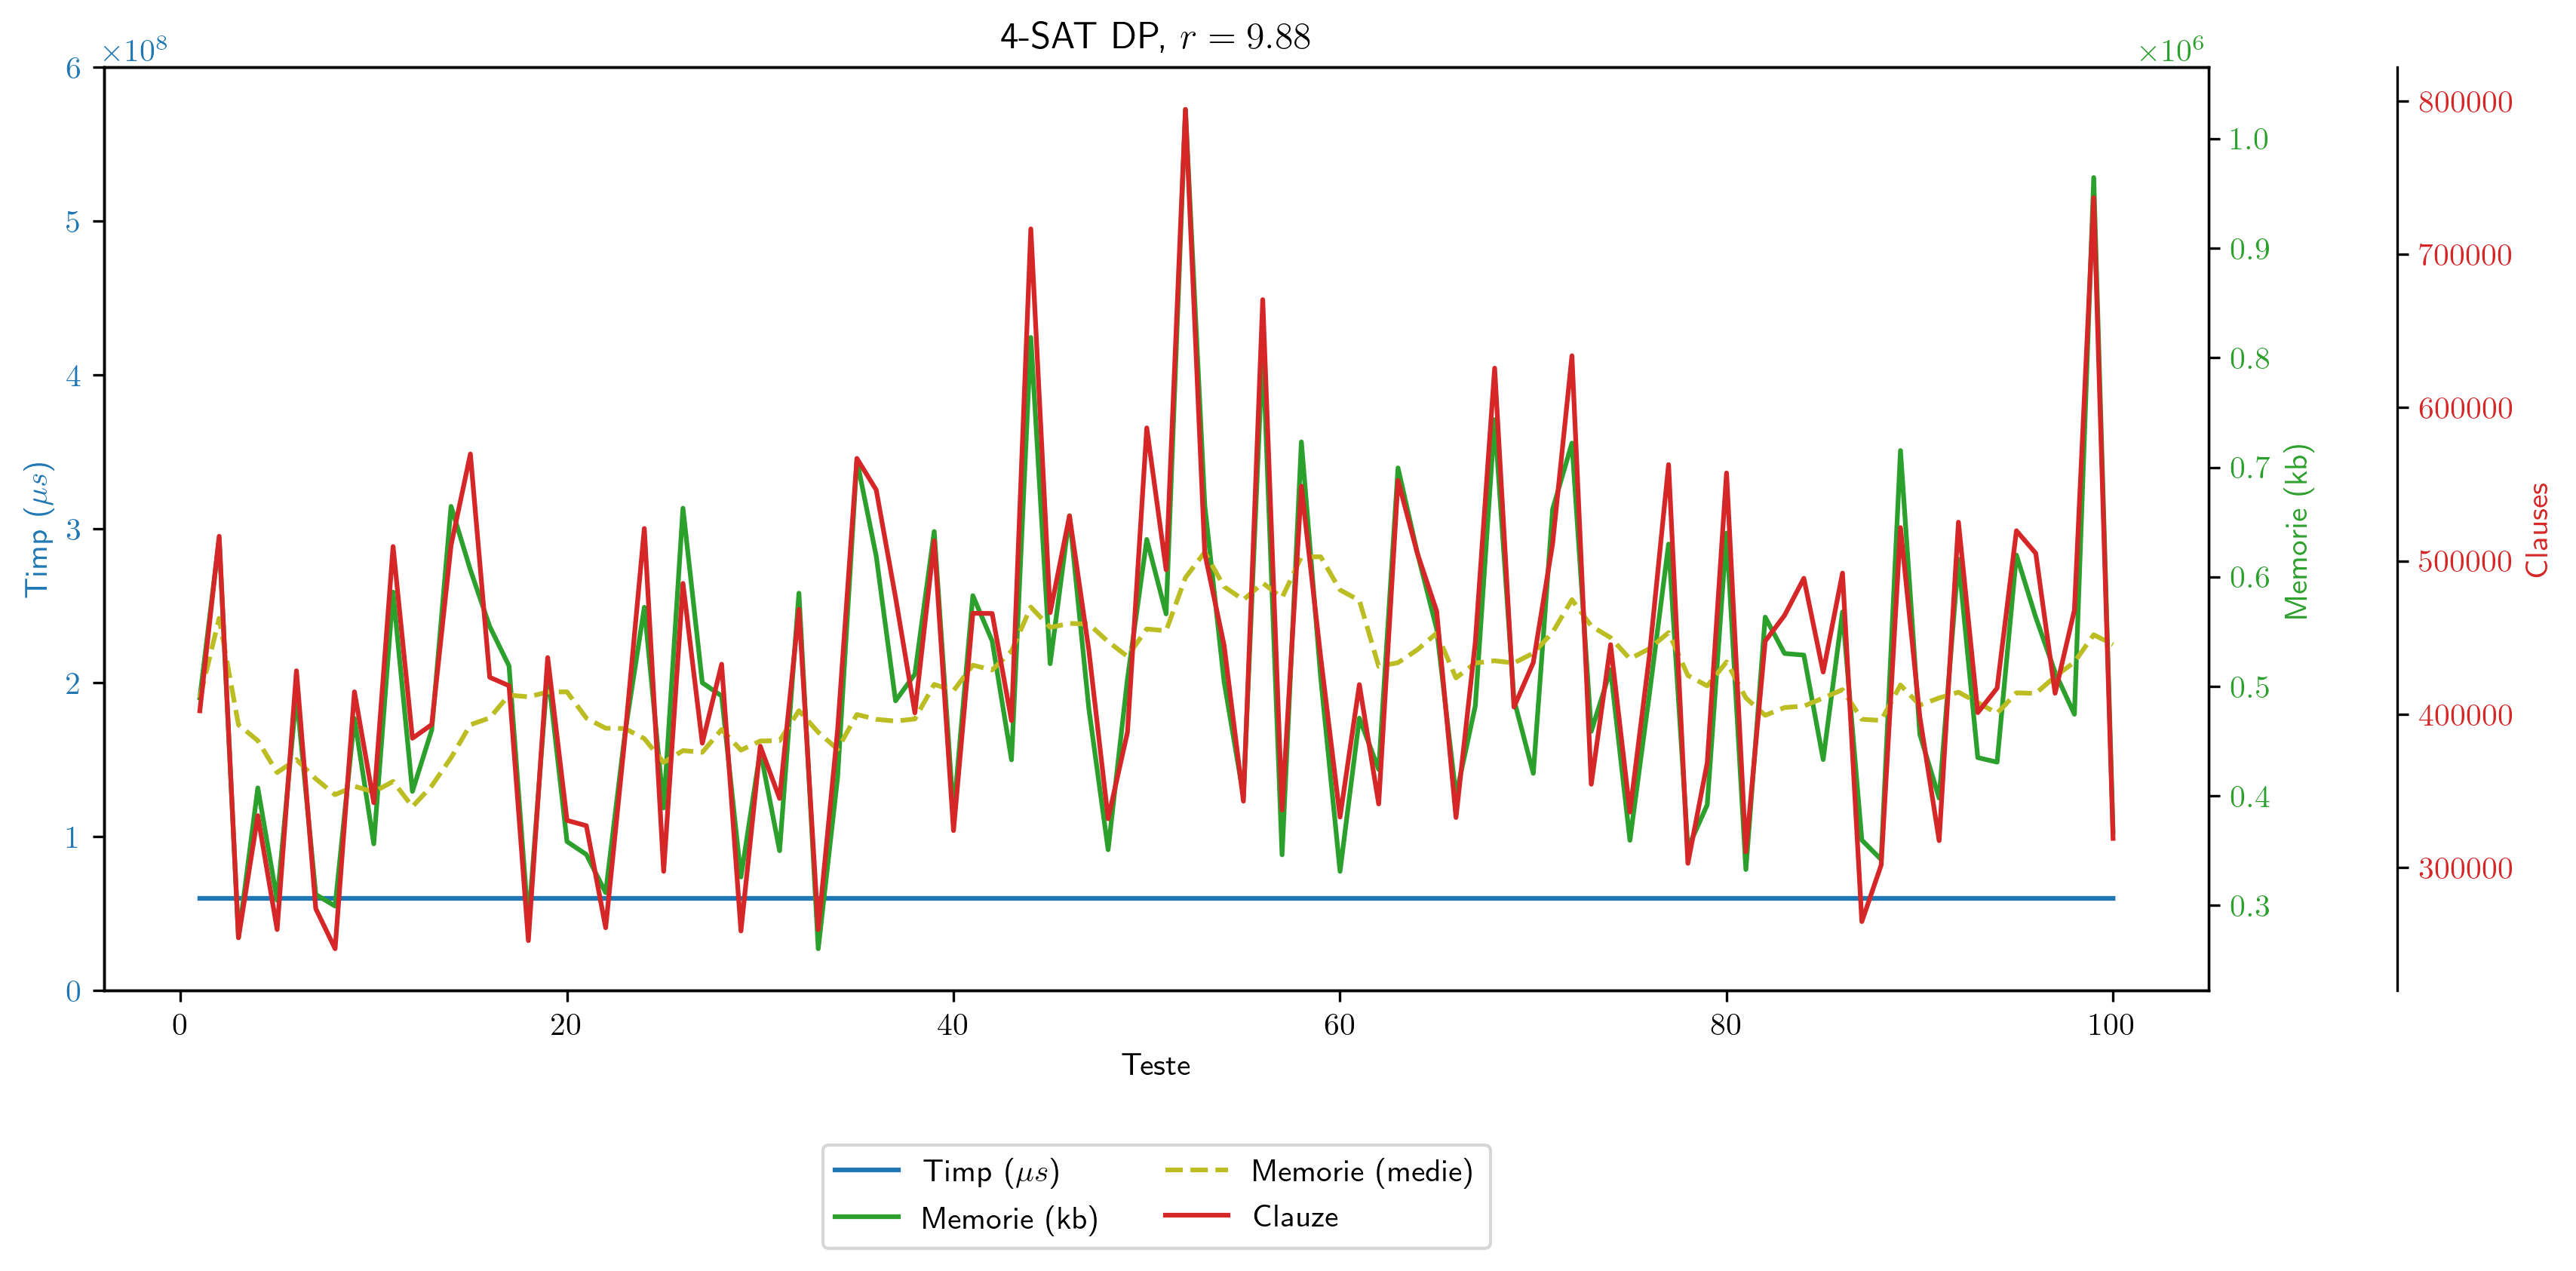 4-SAT DP, r = 9.88
×10⁸
×10⁶
6
5
4
3
2
1
0
Timp (μs)
0 20 40 60 80 100
Teste
1.0
0.9
0.8
0.7
0.6
0.5
0.4
0.3
Memorie (kb)
800000
700000
600000
500000
400000
300000
Clauses
Timp (μs)
Memorie (kb)
Memorie (medie)
Clauze